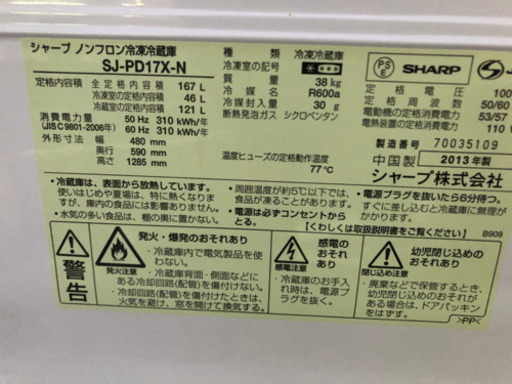 シャープ ノンフロン冷凍冷蔵庫
SJ-PD17X-N
定格内容積 全定格内容積 167 L
冷凍室の定格内容積 46 L
冷蔵室の定格内容積 121 L
消費電力量 50 Hz 310 kWh/年
(JIS C 9801-2006年) 60 Hz 310 kWh/年
外形寸法 幅 480 mm
奥行 590 mm
高さ 1285 mm
種類 冷凍冷蔵庫
冷凍室の記号
質量 38 kg
冷媒名 R600a
冷媒封入量 30 g
断熱発泡ガス シクロペンタン
温度ヒューズの定格動作温度
77 ℃
PS
E
SHARP
定格電圧 100
定格周波数 50/60
電動機の定格消費電力 53/57
電熱装置の定格消費電力 110
製造番号 70035109
中国製 2013年製
シャープ株式会社
・冷蔵庫は、表面から放熱しています。
使いはじめや夏場は、特に熱く感じられます
が、庫内の食品には影響ありません。
・水気の多い食品は、棚の奥に置かない。
・周囲温度が約5℃以下では、
食品が凍ることがあります。
・電源は必ずコンセントから
とる。
・電源プラグを抜いたら6分待つ。
すぐに差し込むと冷蔵庫に無理が
かかります。
【くわしくは取扱説明書をご覧ください】
B909
警告
発火・爆発のおそれあり
・冷蔵庫内で電気製品を使
わない。
・冷蔵庫背面・側面などに
ある冷却回路(配管)を傷付けない。
・冷却回路(配管)を傷付けたときは、
火気を避け、窓を開けて換気する。
感電の
おそれあり
感電注意
・冷蔵庫のお手
入れ時は、電源
プラグを抜く。
幼児閉じ込めの
おそれあり
閉じ込め注意
・廃棄などで保管する場合
幼児閉じ込めのおそれが
あるときは、ドアパッキン
をはずす。
>PP<